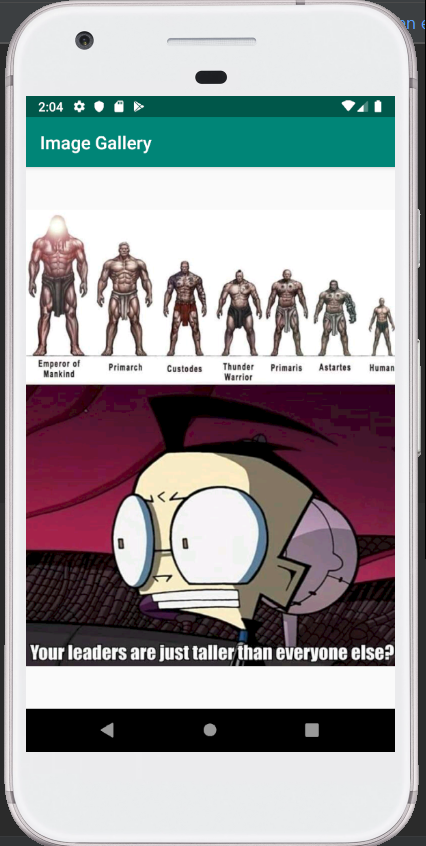 an e
2:04
Image Gallery
Emperor of
Mankind
Primarch
Custodes
Thunder
Warrior
Primaris
Astartes
Human
Your leaders are just taller than everyone else?